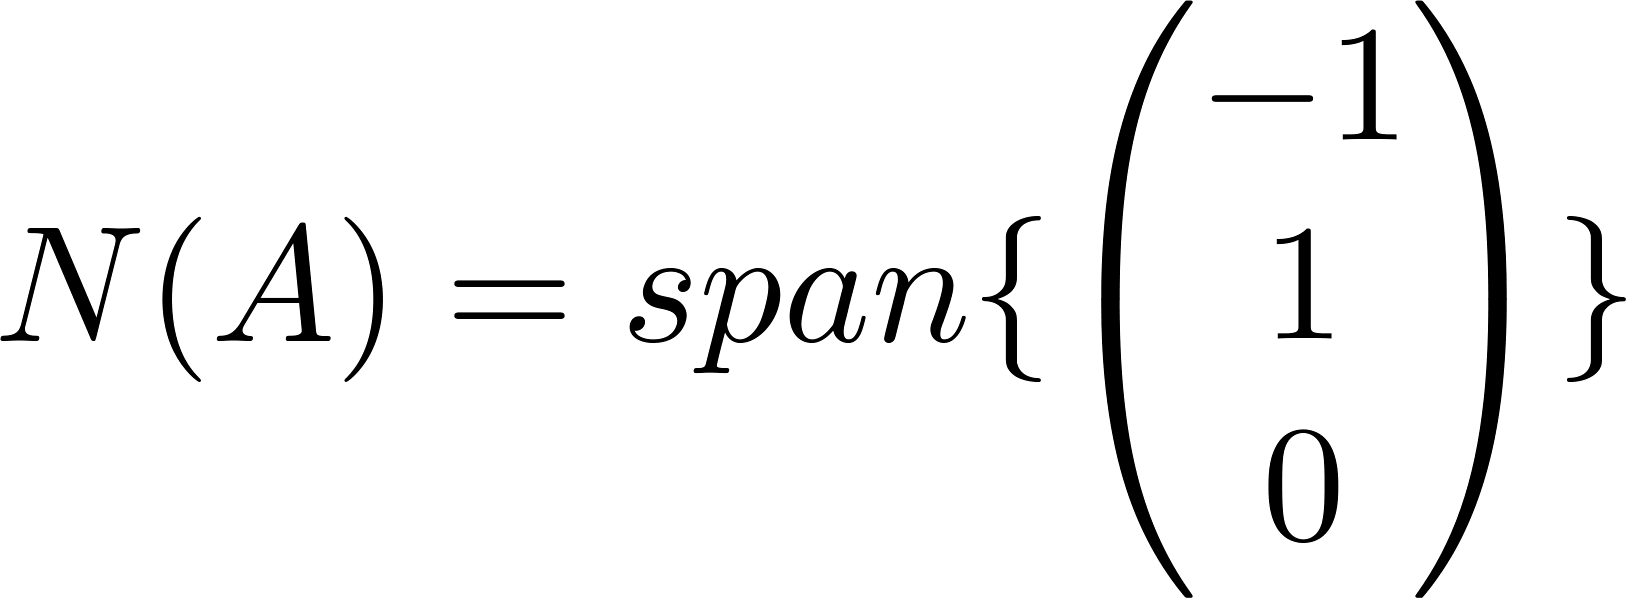 N(A) = span{(−1
1
0)}